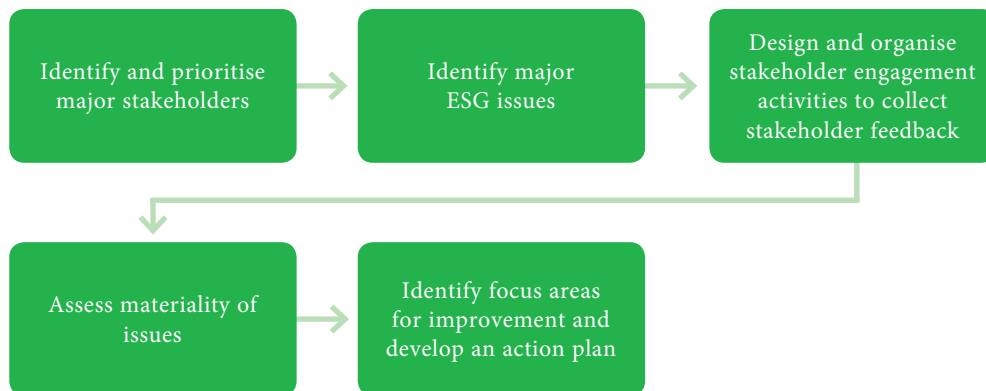 Identify and prioritise
major stakeholders
Identify major
ESG issues
Design and organise
stakeholder engagement
activities to collect
stakeholder feedback
Assess materiality of
issues
Identify focus areas
for improvement and
develop an action plan